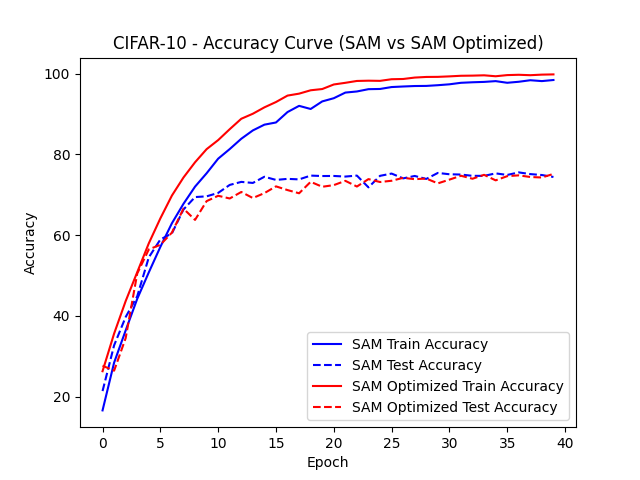 CIFAR-10 - Accuracy Curve (SAM vs SAM Optimized)
100
80
60
40
20
Accuracy
SAM Train Accuracy
SAM Test Accuracy
SAM Optimized Train Accuracy
SAM Optimized Test Accuracy
0 5 10 15 20 25 30 35 40
Epoch